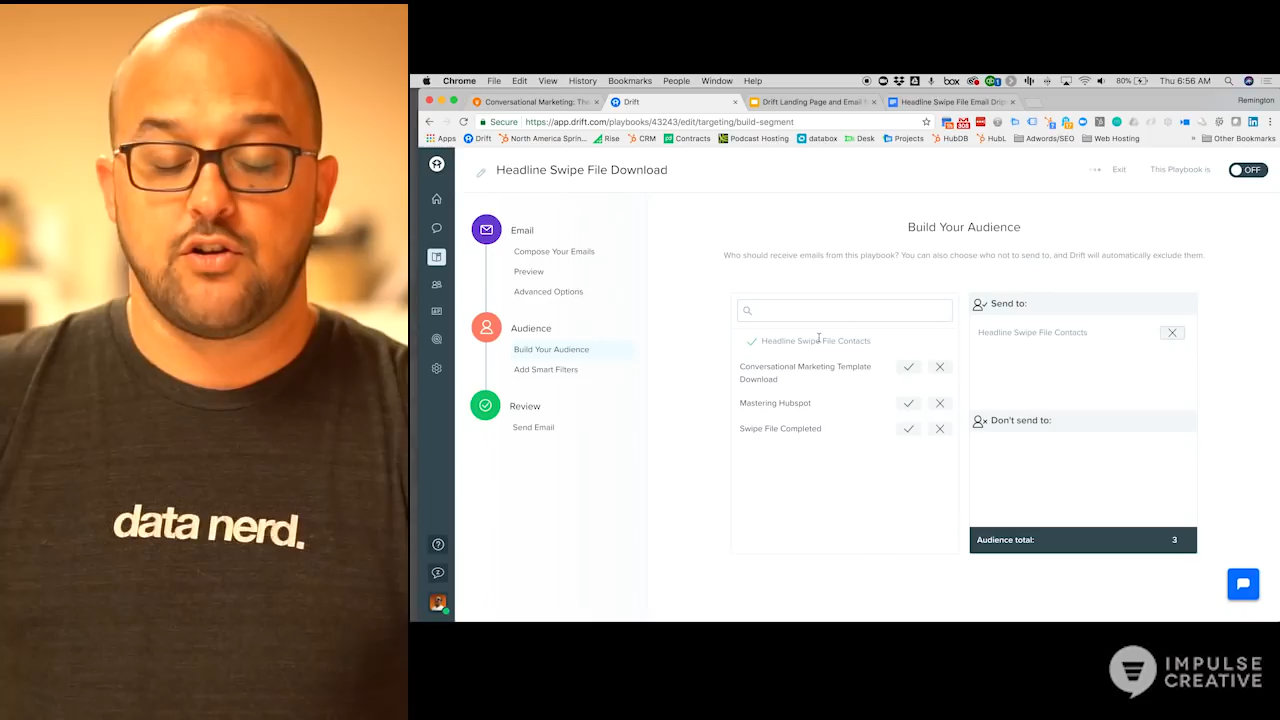 data nerd.
Chrome File Edit View History Bookmarks People Window Help
box
80%
Thu 6:56 AM
Conversational Marketing: The
Drift
Drift Landing Page and Email
Headline Swipe File Email Drip
Remington
Secure
https://app.drift.com/playbooks/43243/edit/targeting/build-segment
Apps Drift North America Sprin... Rise CRM Contracts Podcast Hosting databox Desk Projects HubDB HubL Adwords/SEO Web Hosting » Other Bookmarks
Headline Swipe File Download
Exit
This Playbook is
OFF
Email
Compose Your Emails
Preview
Advanced Options
Audience
Build Your Audience
Add Smart Filters
Review
Send Email
Build Your Audience
Who should receive emails from this playbook? You can also choose who not to send to, and Drift will automatically exclude them.
Headline Swipe File Contacts
Conversational Marketing Template
Download
Mastering Hubspot
Swipe File Completed
Send to:
Headline Swipe File Contacts
Don't send to:
Audience total: 3
IMPULSE
CREATIVE